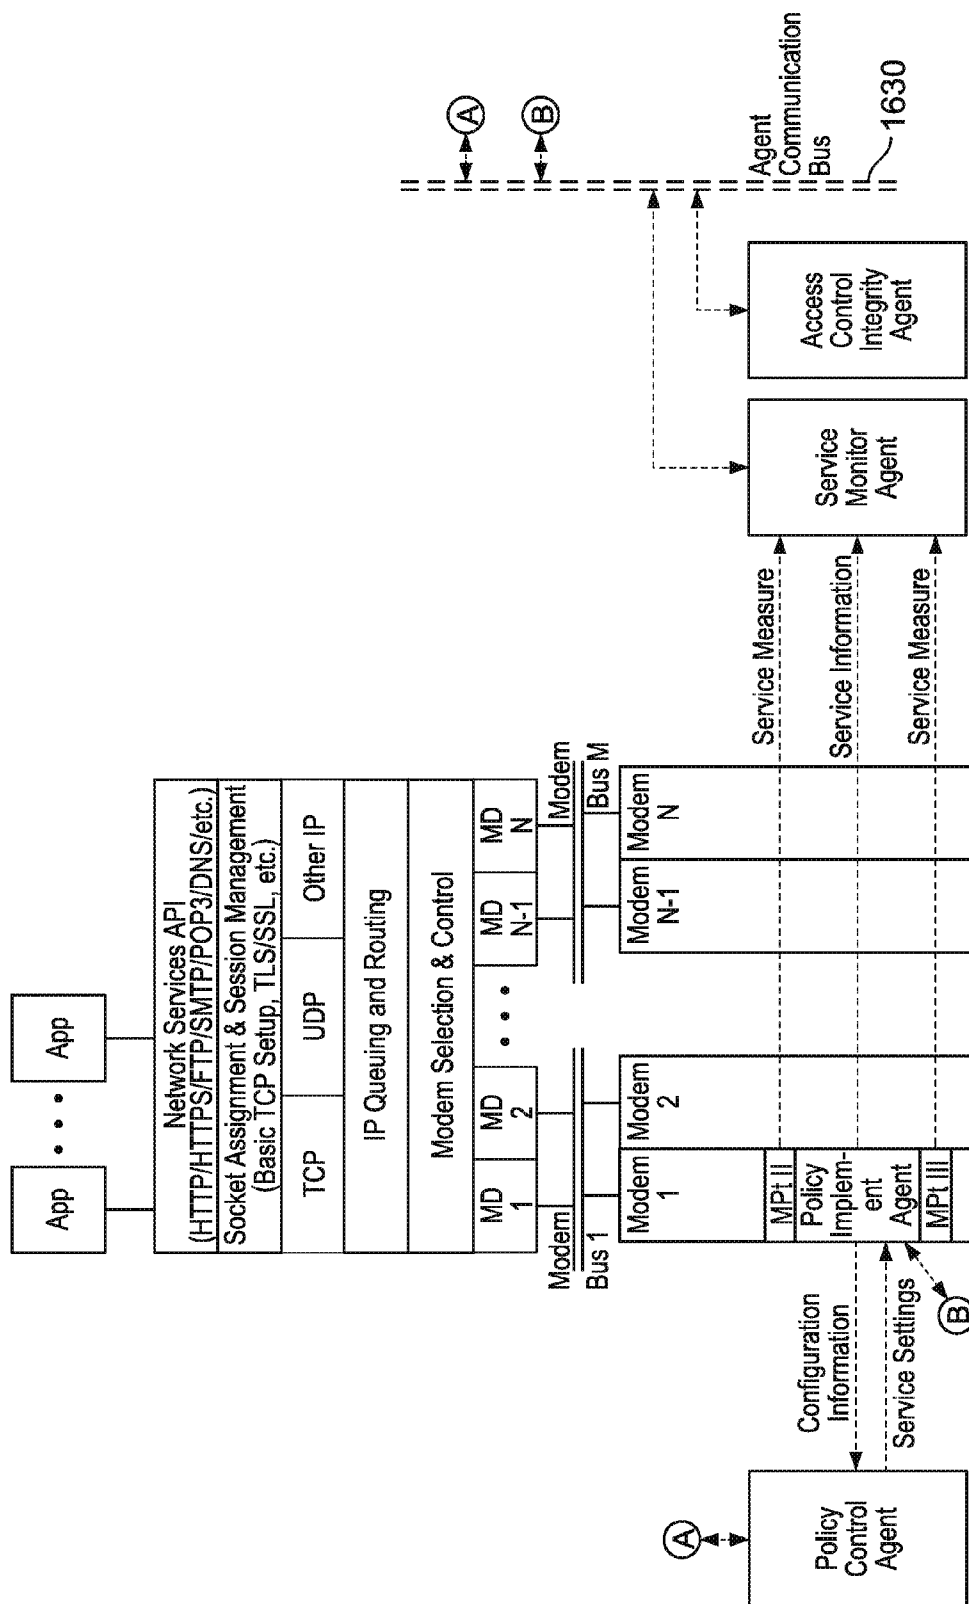 App
App
Network Services API
(HTTP/HTTPS/FTP/SMTP/POP3/DNS/etc.)
Socket Assignment & Session Management
(Basic TCP Setup, TLS/SSL, etc.)
TCP
UDP
Other IP
IP Queuing and Routing
Modem Selection & Control
MD
1
MD
2
MD
N-1
MD
N
Modem
Bus 1
Modem
Bus M
Modem
1
Modem
2
Modem
N-1
Modem
N
MPt II
Policy
Implem-
ent
Agent
MPt III
Configuration
Information
Service Settings
B
A
Policy
Control
Agent
Service Measure
Service Information
Service Measure
Service
Monitor
Agent
Access
Control
Integrity
Agent
A
B
Agent
Communication
Bus
1630